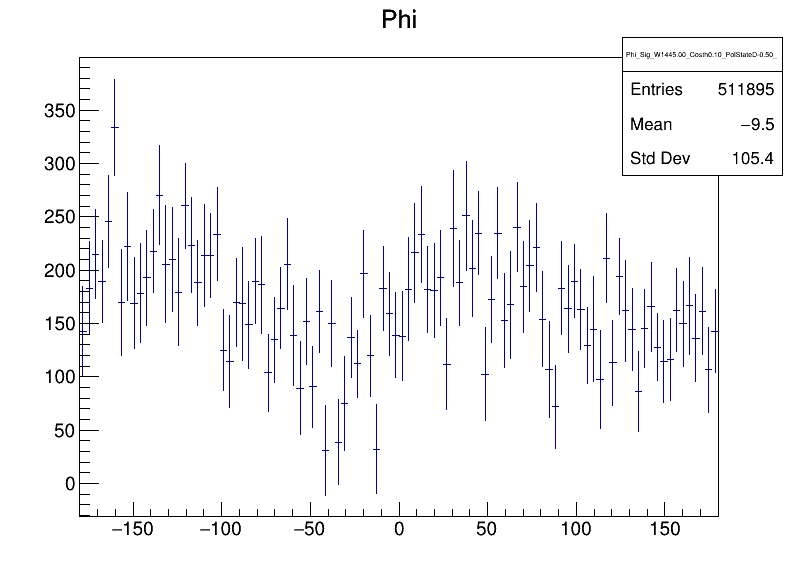 Phi
Phi_Sig_W1445.00_Costh0.10_PolStateD-0.50_
Entries 511895
Mean −9.5
Std Dev 105.4
350
300
250
200
150
100
50
0
−150 −100 −50 0 50 100 150